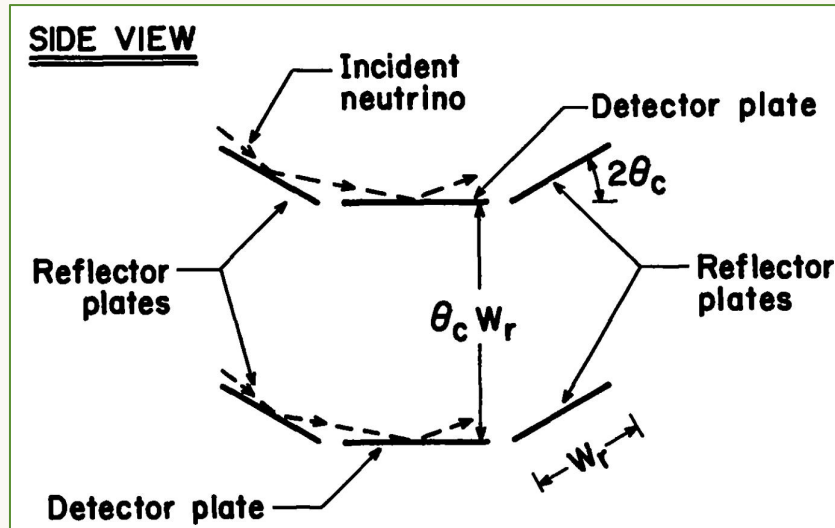 SIDE VIEW
Incident
neutrino
Detector plate
2θc
Reflector
plates
θc Wr
Reflector
plates
Wr
Detector plate